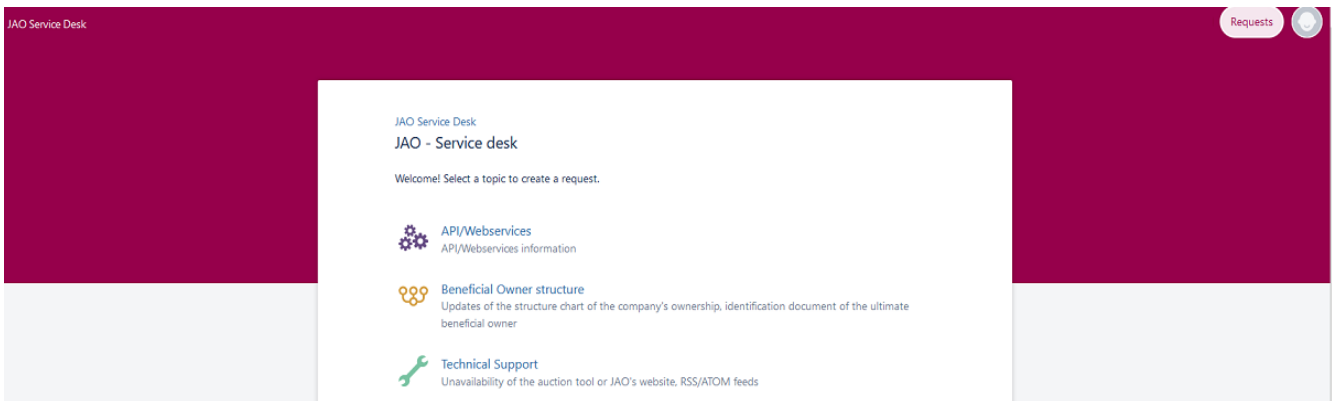 JAO Service Desk
Requests
JAO Service Desk
JAO - Service desk
Welcome! Select a topic to create a request.
API/Webservices
API/Webservices information
Beneficial Owner structure
Updates of the structure chart of the company's ownership, identification document of the ultimate
beneficial owner
Technical Support
Unavailability of the auction tool or JAO's website, RSS/ATOM feeds